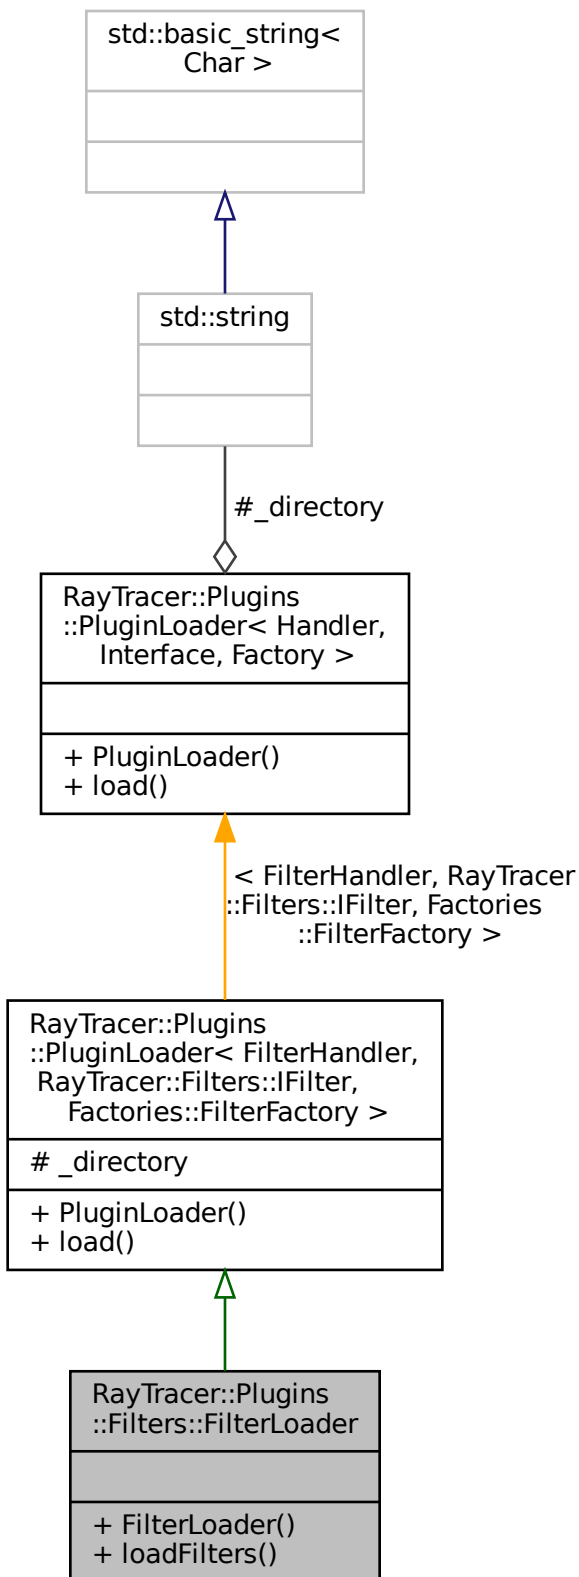 std::basic_string<
Char >
std::string
#_directory
RayTracer::Plugins
::PluginLoader< Handler,
Interface, Factory >
+ PluginLoader()
+ load()
< FilterHandler, RayTracer
::Filters::IFilter, Factories
::FilterFactory >
RayTracer::Plugins
::PluginLoader< FilterHandler,
RayTracer::Filters::IFilter,
Factories::FilterFactory >
# _directory
+ PluginLoader()
+ load()
RayTracer::Plugins
::Filters::FilterLoader
+ FilterLoader()
+ loadFilters()